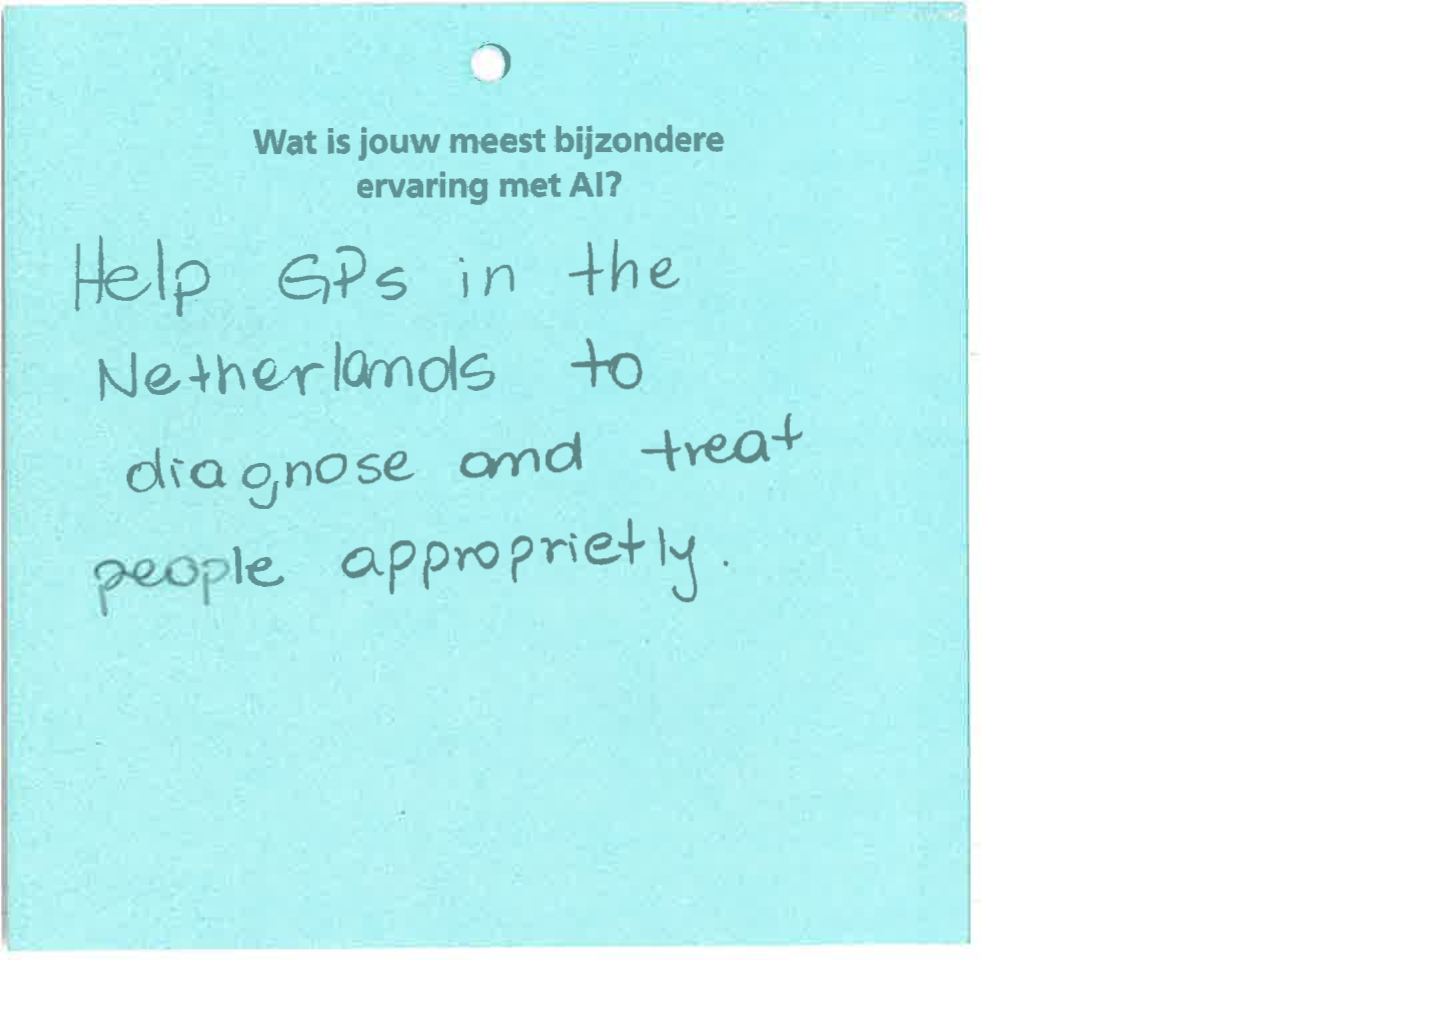 Wat is jouw meest bijzondere
ervaring met AI?
Help GPs in the
Netherlands to
diagnose and treat
people approprietly.